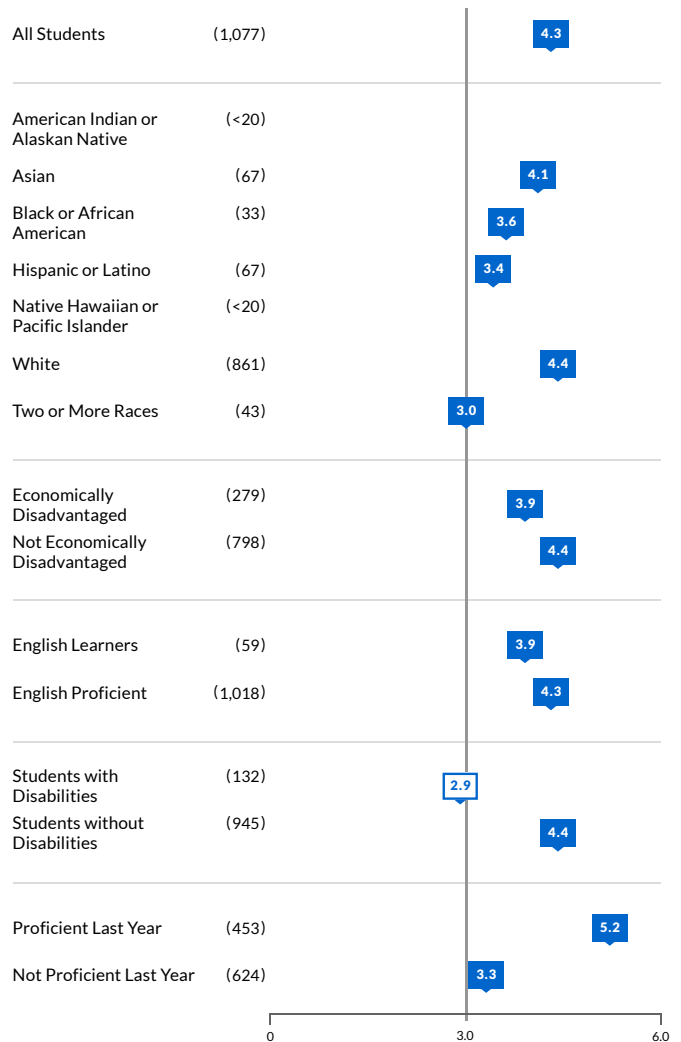 All Students (1,077) 4.3
American Indian or (<20)
Alaskan Native
Asian (67) 4.1
Black or African (33) 3.6
American
Hispanic or Latino (67) 3.4
Native Hawaiian or (<20)
Pacific Islander
White (861) 4.4
Two or More Races (43) 3.0
Economically (279) 3.9
Disadvantaged
Not Economically (798) 4.4
Disadvantaged
English Learners (59) 3.9
English Proficient (1,018) 4.3
Students with (132) 2.9
Disabilities
Students without (945) 4.4
Disabilities
Proficient Last Year (453) 5.2
Not Proficient Last Year (624) 3.3
0 3.0 6.0